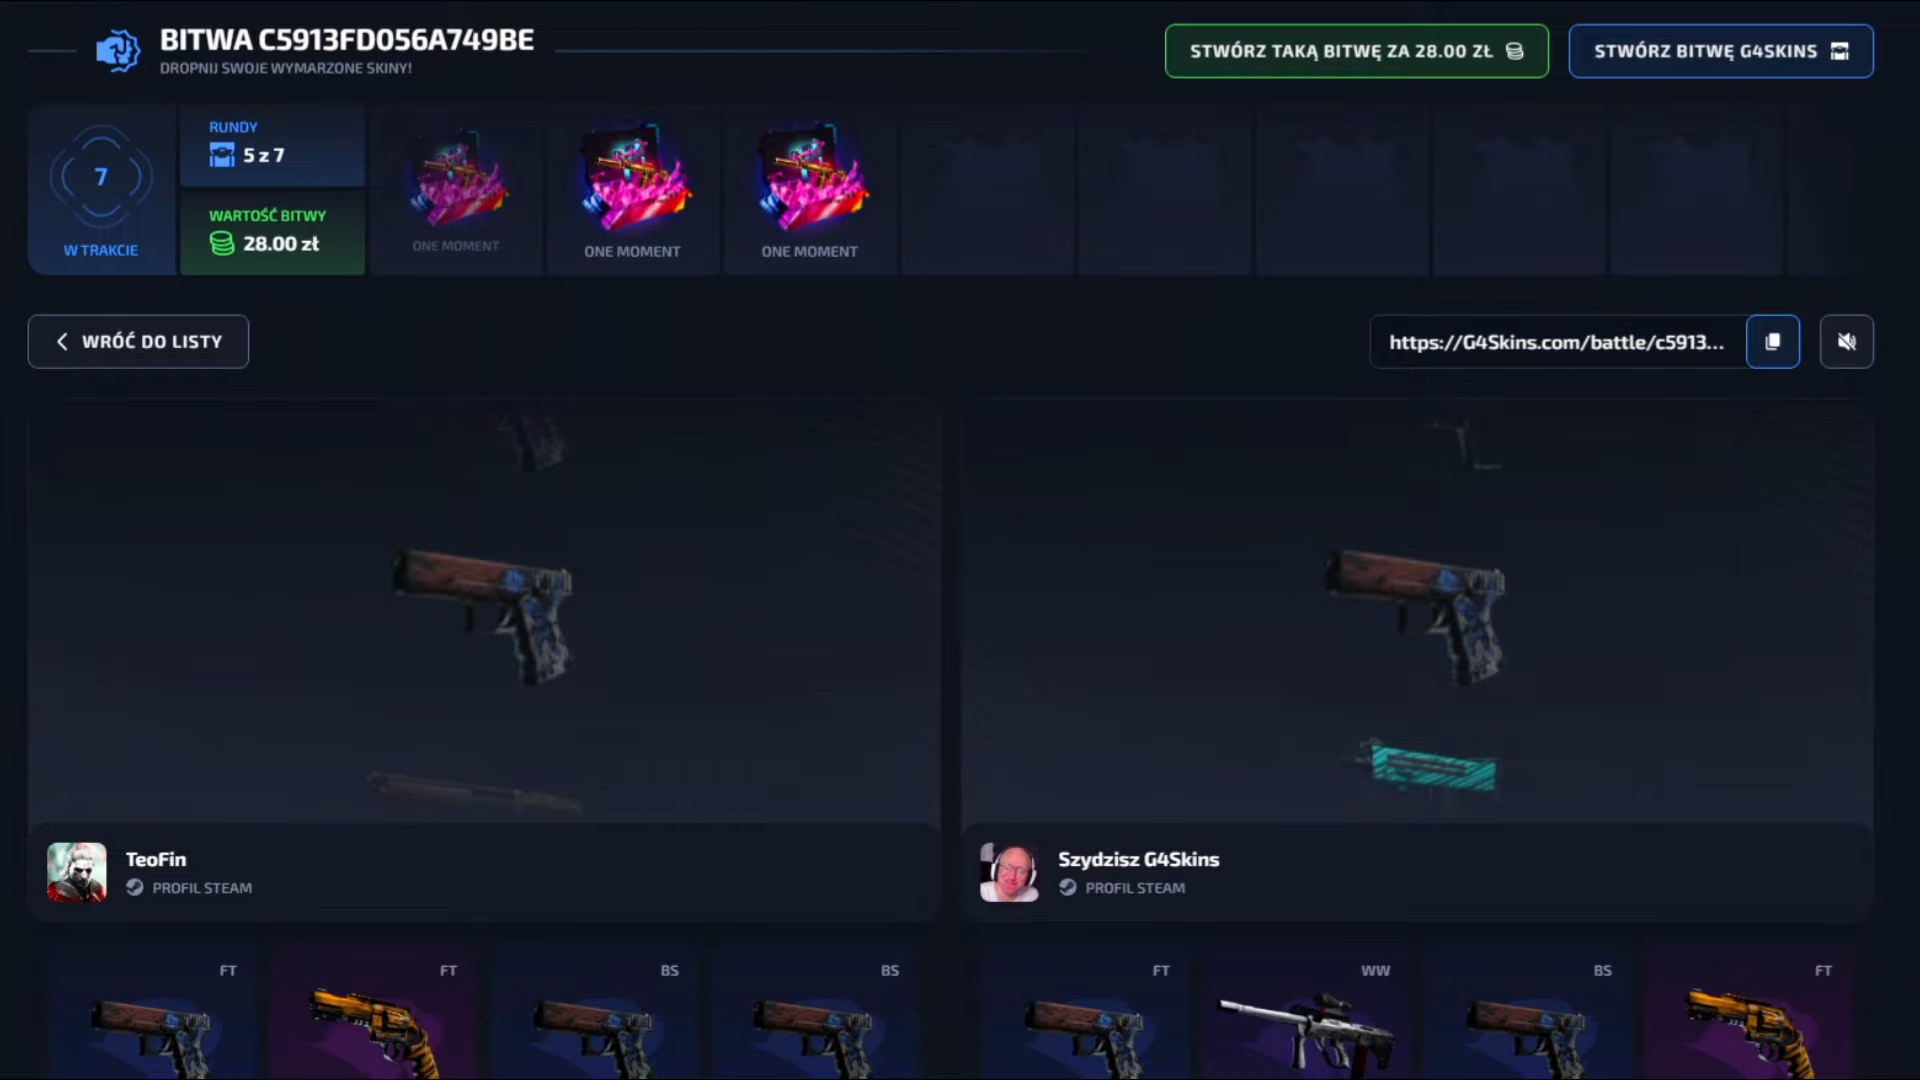 BITWA C5913FD056A749BE
DROPNIJ SWOJE WYMARZONE SKINY!
STWÓRZ TAKĄ BITWĘ ZA 28.00 ZŁ
STWÓRZ BITWĘ G4SKINS
7
W TRAKCIE
RUNDY
5 z 7
WARTOŚĆ BITWY
28.00 zł
ONE MOMENT
ONE MOMENT
ONE MOMENT
WRÓĆ DO LISTY
https://G4Skins.com/battle/c5913...
TeoFin
PROFIL STEAM
Szydzisz G4Skins
PROFIL STEAM
FT
FT
BS
BS
FT
WW
BS
FT